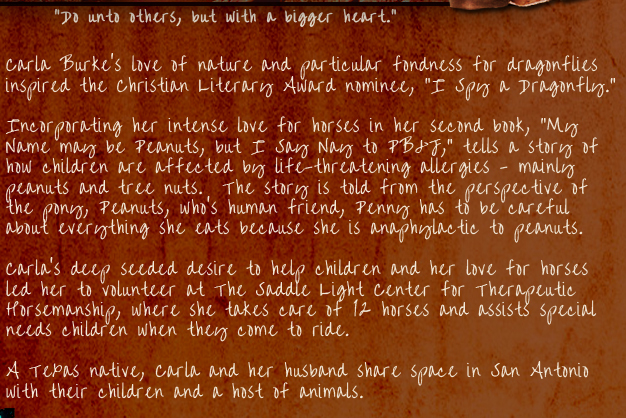 "Do unto others, but with a bigger heart."
Carla Burke's love of nature and particular fondness for dragonflies
inspired the Christian Literary Award nominee, "I Spy a Dragonfly."
Incorporating her intense love for horses in her second book, "My
Name may be Peanuts, but I Say Nay to PB&J," tells a story of
how children are affected by life-threatening allergies - mainly
peanuts and tree nuts. The story is told from the perspective of
the pony, Peanuts, who's human friend, Penny has to be careful
about everything she eats because she is anaphylactic to peanuts.
Carla's deep seeded desire to help children and her love for horses
led her to volunteer at The Saddle Light Center for Therapeutic
Horsemanship, where she takes care of 12 horses and assists special
needs children when they come to ride.
A Texas native, Carla and her husband share space in San Antonio
with their children and a host of animals.